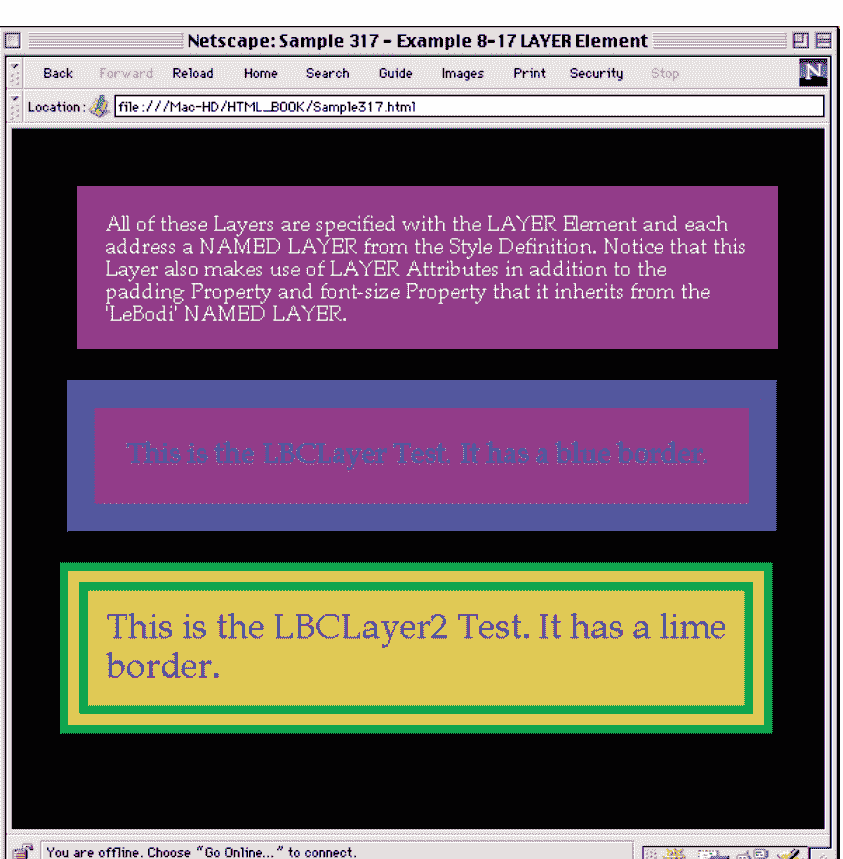 Netscape: Sample 317 - Example 8-17 LAYER Element
Back Forward Reload Home Search Guide Images Print Security Stop
N
Location: file:///Mac-HD/HTML_BOOK/Sample317.html
All of these Layers are specified with the LAYER Element and each
address a NAMED LAYER from the Style Definition. Notice that this
Layer also makes use of LAYER Attributes in addition to the
padding Property and font-size Property that it inherits from the
'LeBodi' NAMED LAYER.
This is the LBCLayer Test. It has a blue border.
This is the LBCLayer2 Test. It has a lime
border.
You are offline. Choose "Go Online..." to connect.